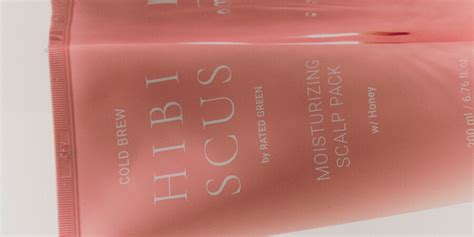 COLD BREW
HIBI
SCUS
by RATED GREEN
MOISTURIZING
SCALP PACK
w/ Honey
200 ml / 6.76 fl.oz